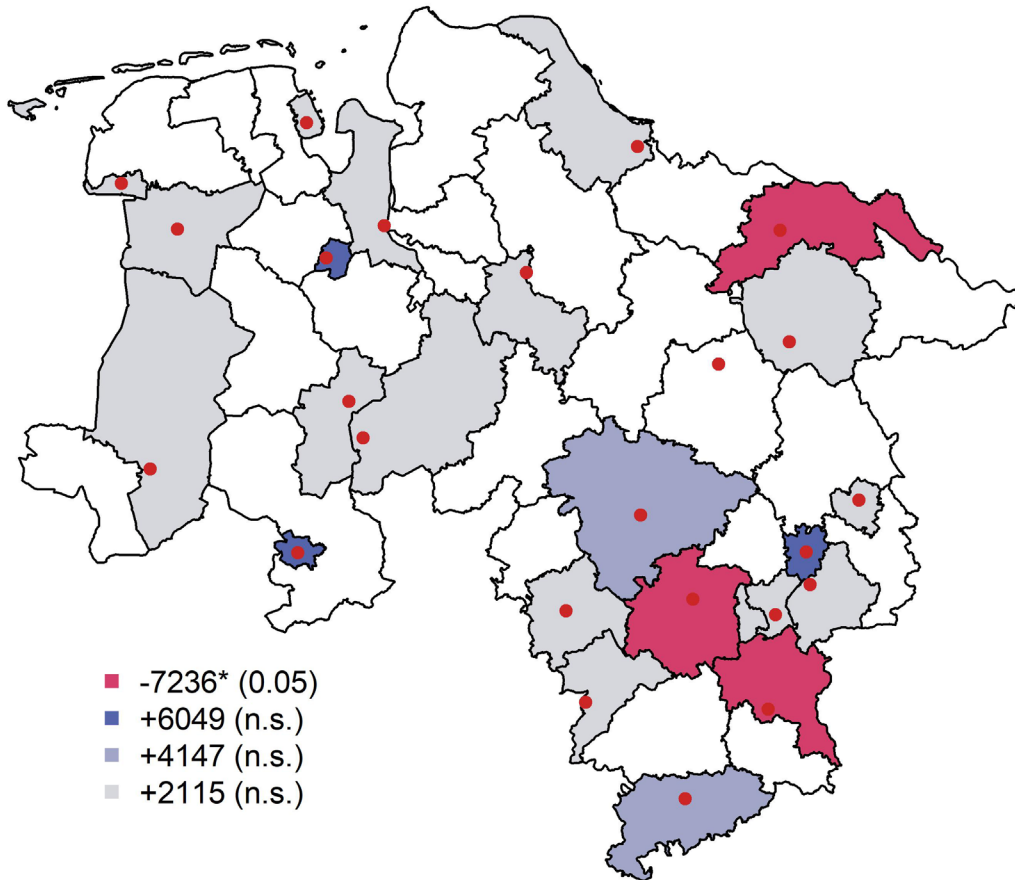 -7236* (0.05)
+6049 (n.s.)
+4147 (n.s.)
+2115 (n.s.)